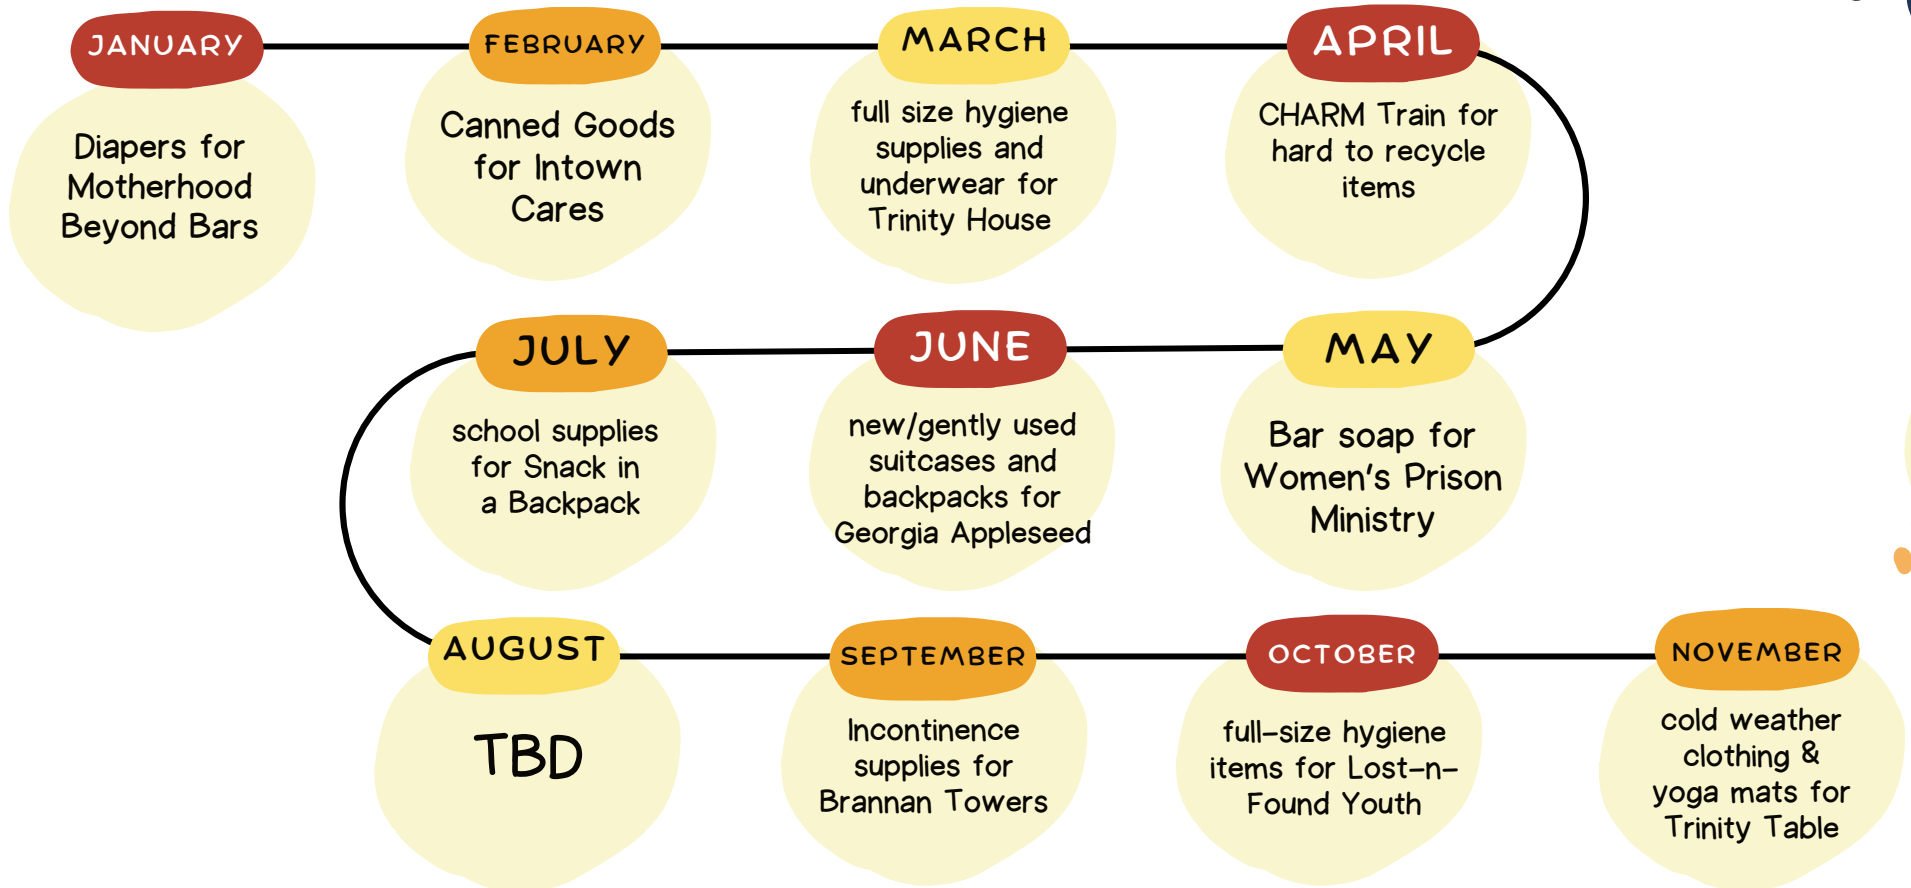 JANUARY
Diapers for
Motherhood
Beyond Bars
FEBRUARY
Canned Goods
for Intown
Cares
MARCH
full size hygiene
supplies and
underwear for
Trinity House
APRIL
CHARM Train for
hard to recycle
items
MAY
Bar soap for
Women's Prison
Ministry
JUNE
new/gently used
suitcases and
backpacks for
Georgia Appleseed
JULY
school supplies
for Snack in
a Backpack
AUGUST
TBD
SEPTEMBER
Incontinence
supplies for
Brannan Towers
OCTOBER
full-size hygiene
items for Lost-n-
Found Youth
NOVEMBER
cold weather
clothing &
yoga mats for
Trinity Table